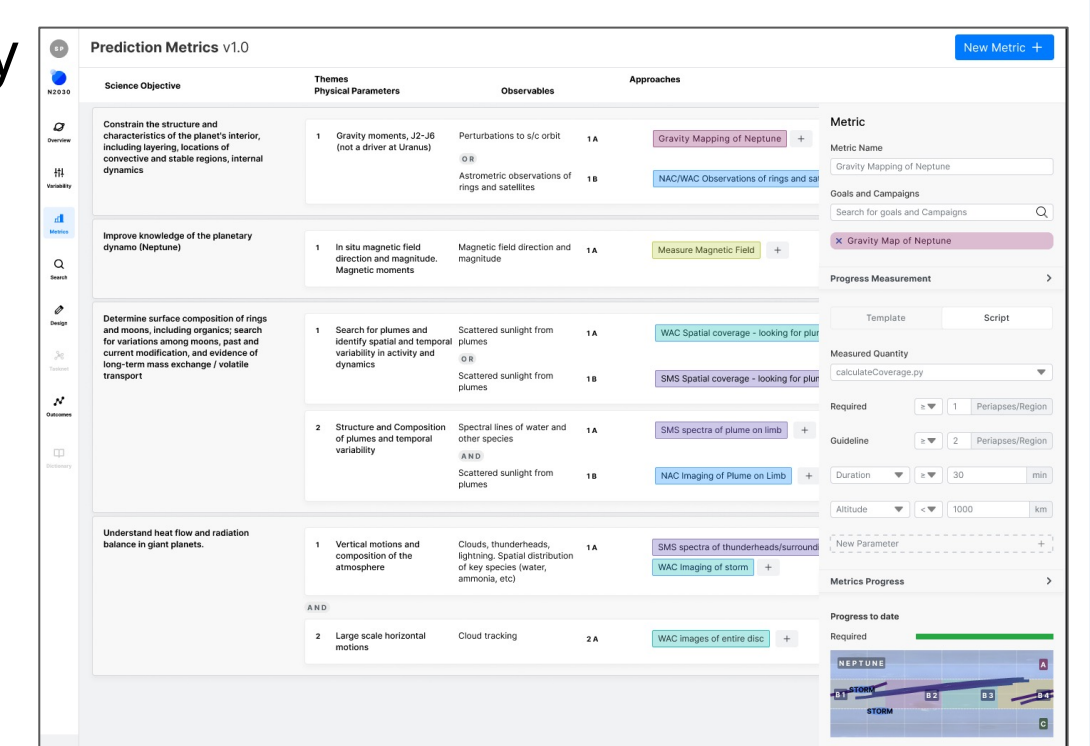 y
EP
Prediction Metrics v1.0
New Metric +
N2030
Overview
Variability
Metrics
Search
Design
Outcomes
Dictionary
Science Objective
Themes
Physical Parameters
Observables
Approaches
Constrain the structure and
characteristics of the planet's interior,
including layering, locations of
convective and stable regions, internal
dynamics
1 Gravity moments, J2-J6
(not a driver at Uranus)
Perturbations to s/c orbit
1 A
Gravity Mapping of Neptune +
OR
Astrometric observations of
rings and satellites
1 B
NAC/WAC Observations of rings and sat
Improve knowledge of the planetary
dynamo (Neptune)
1 In situ magnetic field
direction and magnitude.
Magnetic moments
Magnetic field direction and
magnitude
1 A
Measure Magnetic Field +
Determine surface composition of rings
and moons, including organics; search
for variations among moons, past and
current modification, and evidence of
long-term mass exchange / volatile
transport
1 Search for plumes and
identify spatial and temporal
variability in activity and
dynamics
Scattered sunlight from
plumes
1 A
WAC Spatial coverage - looking for plum
OR
Scattered sunlight from
plumes
1 B
SMS Spatial coverage - looking for plum
2 Structure and Composition
of plumes and temporal
variability
Spectral lines of water and
other species
1 A
SMS spectra of plume on limb +
AND
Scattered sunlight from
plumes
1 B
NAC Imaging of Plume on Limb +
Understand heat flow and radiation
balance in giant planets.
1 Vertical motions and
composition of the
atmosphere
Clouds, thunderheads,
lightning. Spatial distribution
of key species (water,
ammonia, etc)
1 A
SMS spectra of thunderheads/surroundi
WAC Imaging of storm +
AND
2 Large scale horizontal
motions
Cloud tracking
2 A
WAC images of entire disc +
Metric
Metric Name
Gravity Mapping of Neptune
Goals and Campaigns
Search for goals and Campaigns
× Gravity Map of Neptune
Progress Measurement >
Template Script
Measured Quantity
calculateCoverage.py
Required ≥ 1 Periapses/Region
Guideline ≥ 2 Periapses/Region
Duration ≥ 30 min
Altitude < 1000 km
New Parameter +
Metrics Progress >
Progress to date
Required
NEPTUNE
A
B1 STORM B2 B3 B4
STORM
C